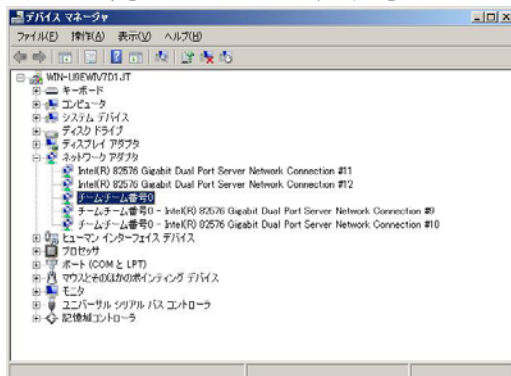 デバイス マネージャ
ファイル(F) 操作(A) 表示(V) ヘルプ(H)
WIN-U9EWIV7D1JT
キーボード
コンピュータ
システム デバイス
ディスク ドライブ
ディスプレイ アダプタ
ネットワーク アダプタ
Intel(R) 82576 Gigabit Dual Port Server Network Connection #11
Intel(R) 82576 Gigabit Dual Port Server Network Connection #12
チームチーム番号0
チームチーム番号0 - Intel(R) 82576 Gigabit Dual Port Server Network Connection #9
チームチーム番号0 - Intel(R) 82576 Gigabit Dual Port Server Network Connection #10
ヒューマン インターフェイス デバイス
プロセッサ
ポート (COM と LPT)
マウスとそのほかのポインティング デバイス
モニタ
ユニバーサル シリアル バス コントローラ
記憶域コントローラ